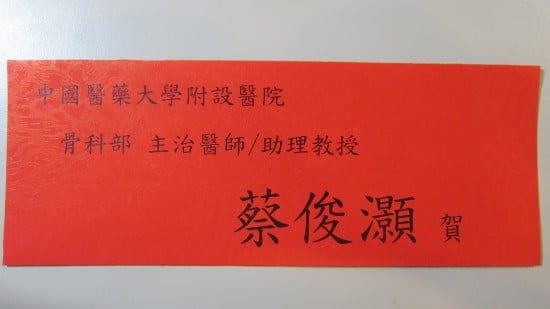 中國醫藥大學附設醫院
骨科部 主治醫師/助理教授
蔡俊灝 賀